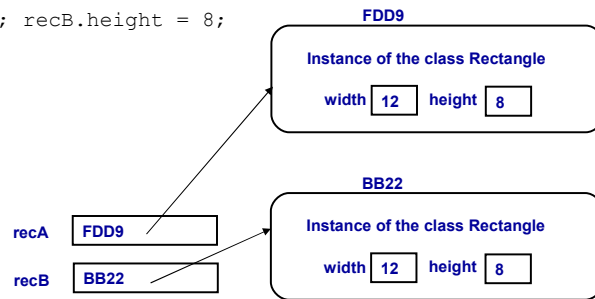 ; recB.height = 8;
FDD9
Instance of the class Rectangle
width 12 height 8
BB22
Instance of the class Rectangle
width 12 height 8
recA FDD9
recB BB22